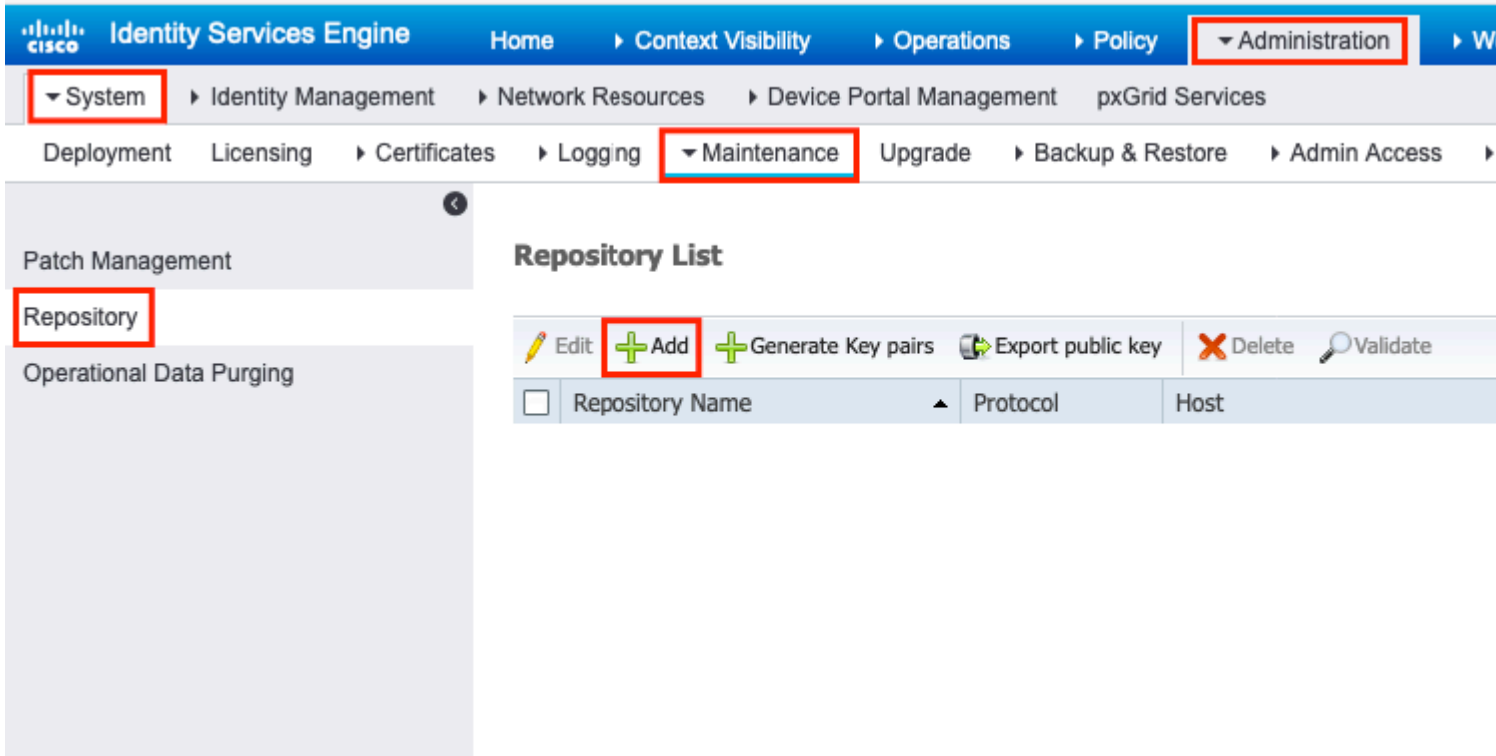 cisco Identity Services Engine Home Context Visibility Operations Policy Administration W
System Identity Management Network Resources Device Portal Management pxGrid Services
Deployment Licensing Certificates Logging Maintenance Upgrade Backup & Restore Admin Access
Patch Management
Repository
Operational Data Purging
Repository List
Edit Add Generate Key pairs Export public key Delete Validate
Repository Name Protocol Host